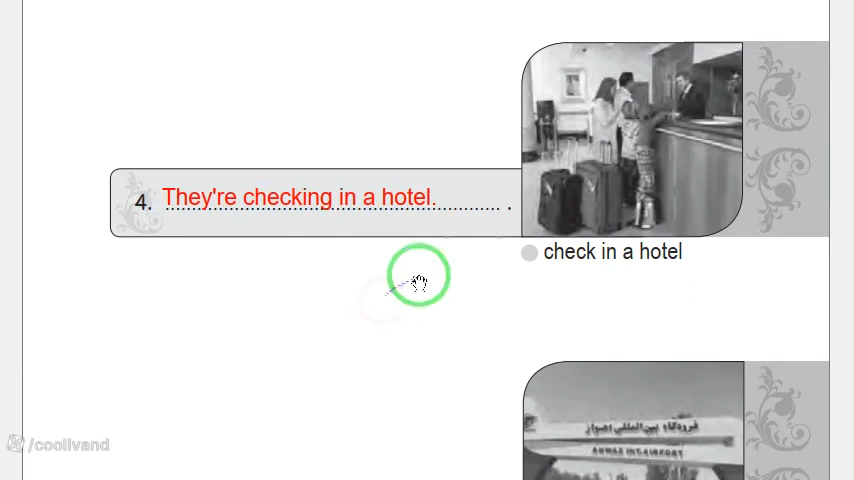 4. They're checking in a hotel. .
check in a hotel
فرودگاه بین المللی اهواز
AHWAZ INT.AIRPORT
/coolivand